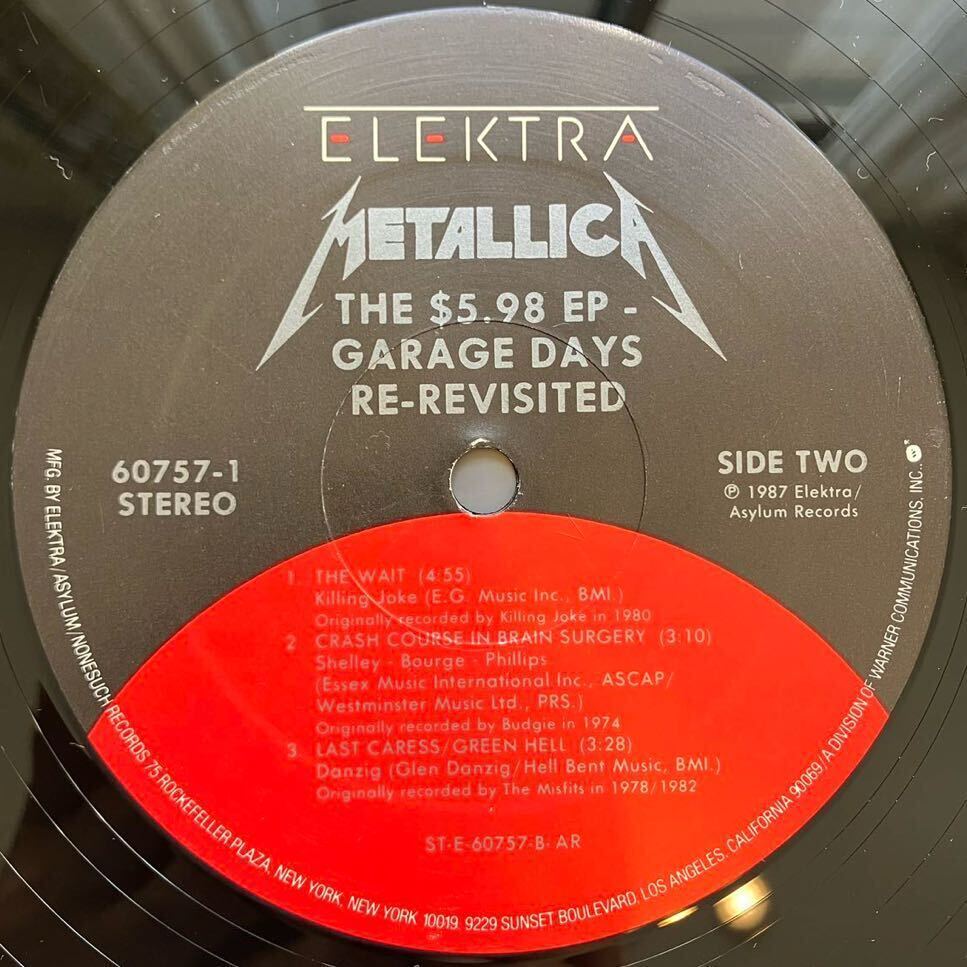 ELEKTRA
METALLICA
THE $5.98 EP -
GARAGE DAYS
RE-REVISITED
60757-1
STEREO
SIDE TWO
℗ 1987 Elektra/
Asylum Records
1. THE WAIT (4:55)
Killing Joke (E.G. Music Inc., BMI.)
Originally recorded by Killing Joke in 1980
2. CRASH COURSE IN BRAIN SURGERY (3:10)
Shelley - Bourge - Phillips
(Essex Music International Inc., ASCAP/
Westminster Music Ltd., PRS.)
Originally recorded by Budgie in 1974
3. LAST CARESS/GREEN HELL (3:28)
Danzig (Glen Danzig/Hell Bent Music, BMI.)
Originally recorded by The Misfits in 1978/1982
ST-E-60757-B-AR
MFG. BY ELEKTRA/ASYLUM/NONESUCH RECORDS 75 ROCKEFELLER PLAZA, NEW YORK, NEW YORK 10019. 9229 SUNSET BOULEVARD, LOS ANGELES, CALIFORNIA 90069/A DIVISION OF WARNER COMMUNICATIONS, INC..